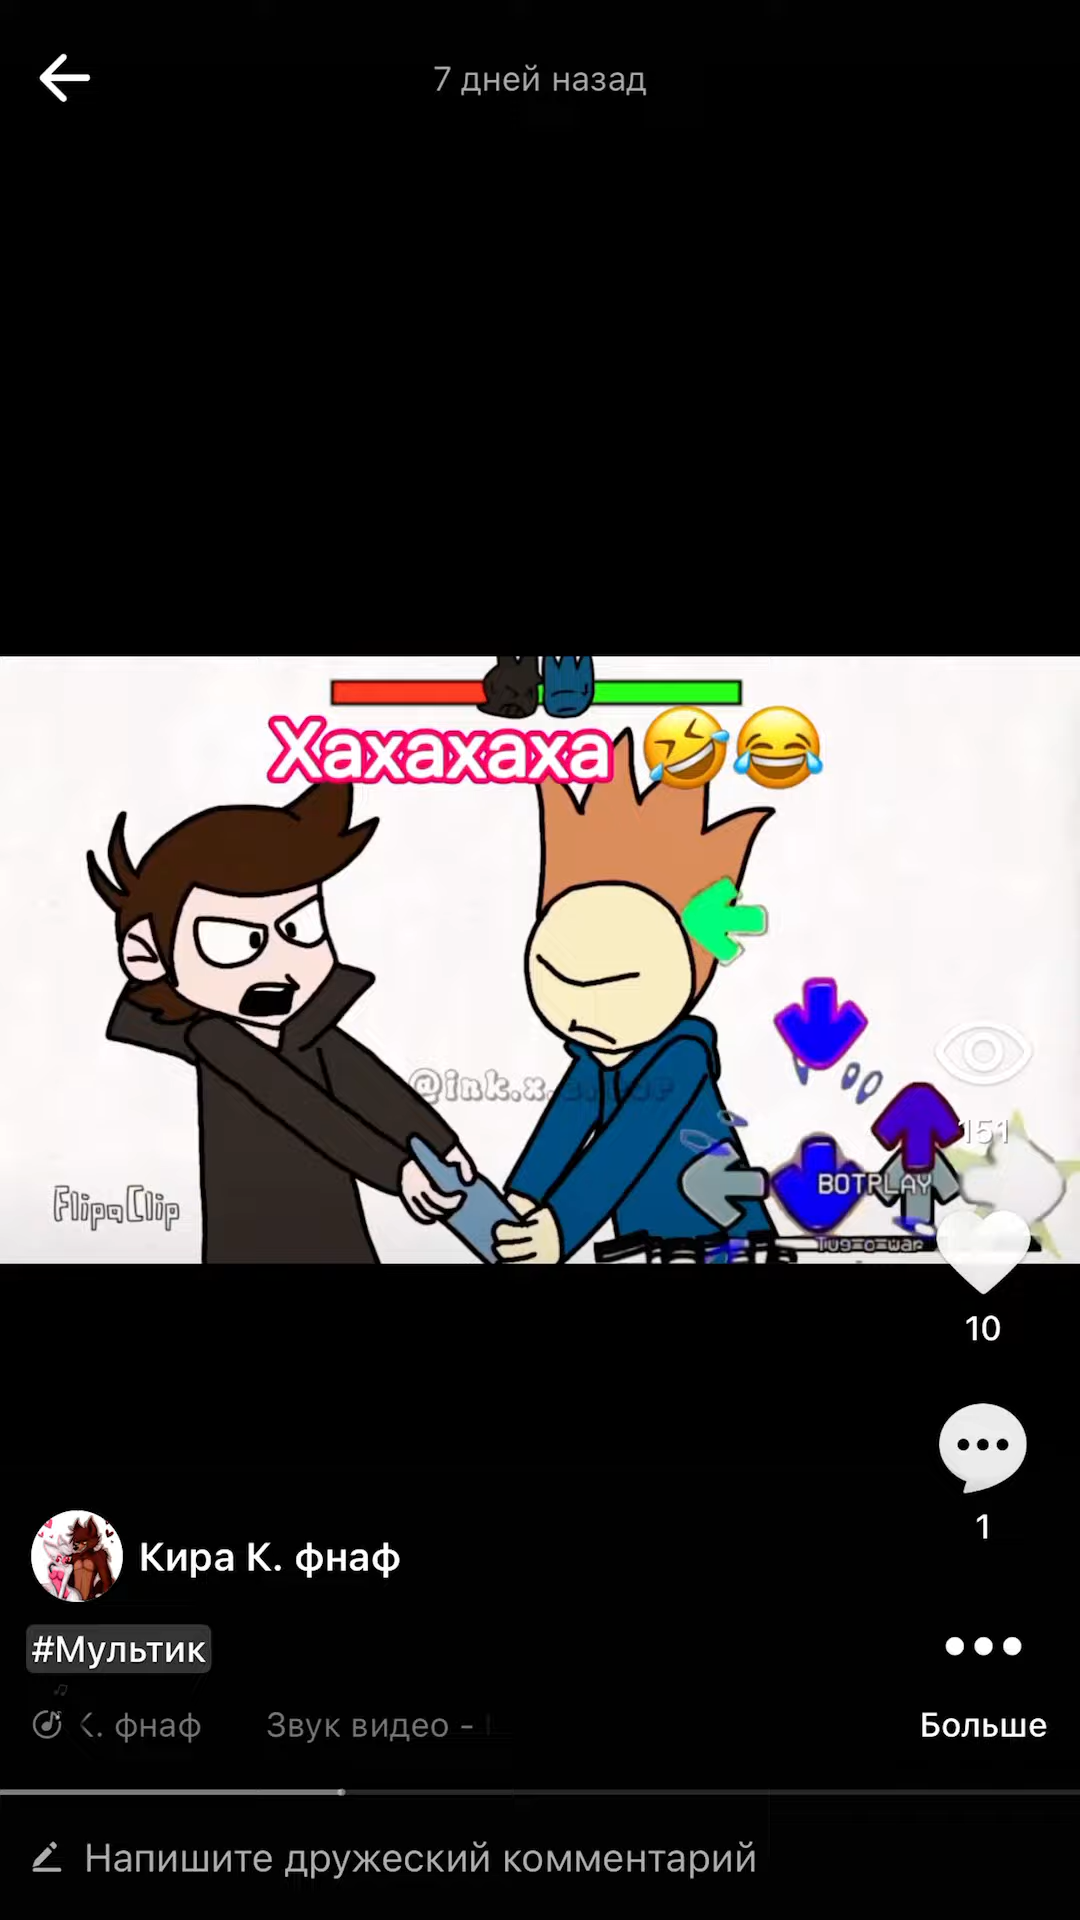 7 дней назад
Хахахаха 🤣😂
FlipaClip
151
BOTPLAY
Tug-o-war
10
1
Кира К. фнаф
#Мультик
К. фнаф Звук видео -
Больше
Напишите дружеский комментарий